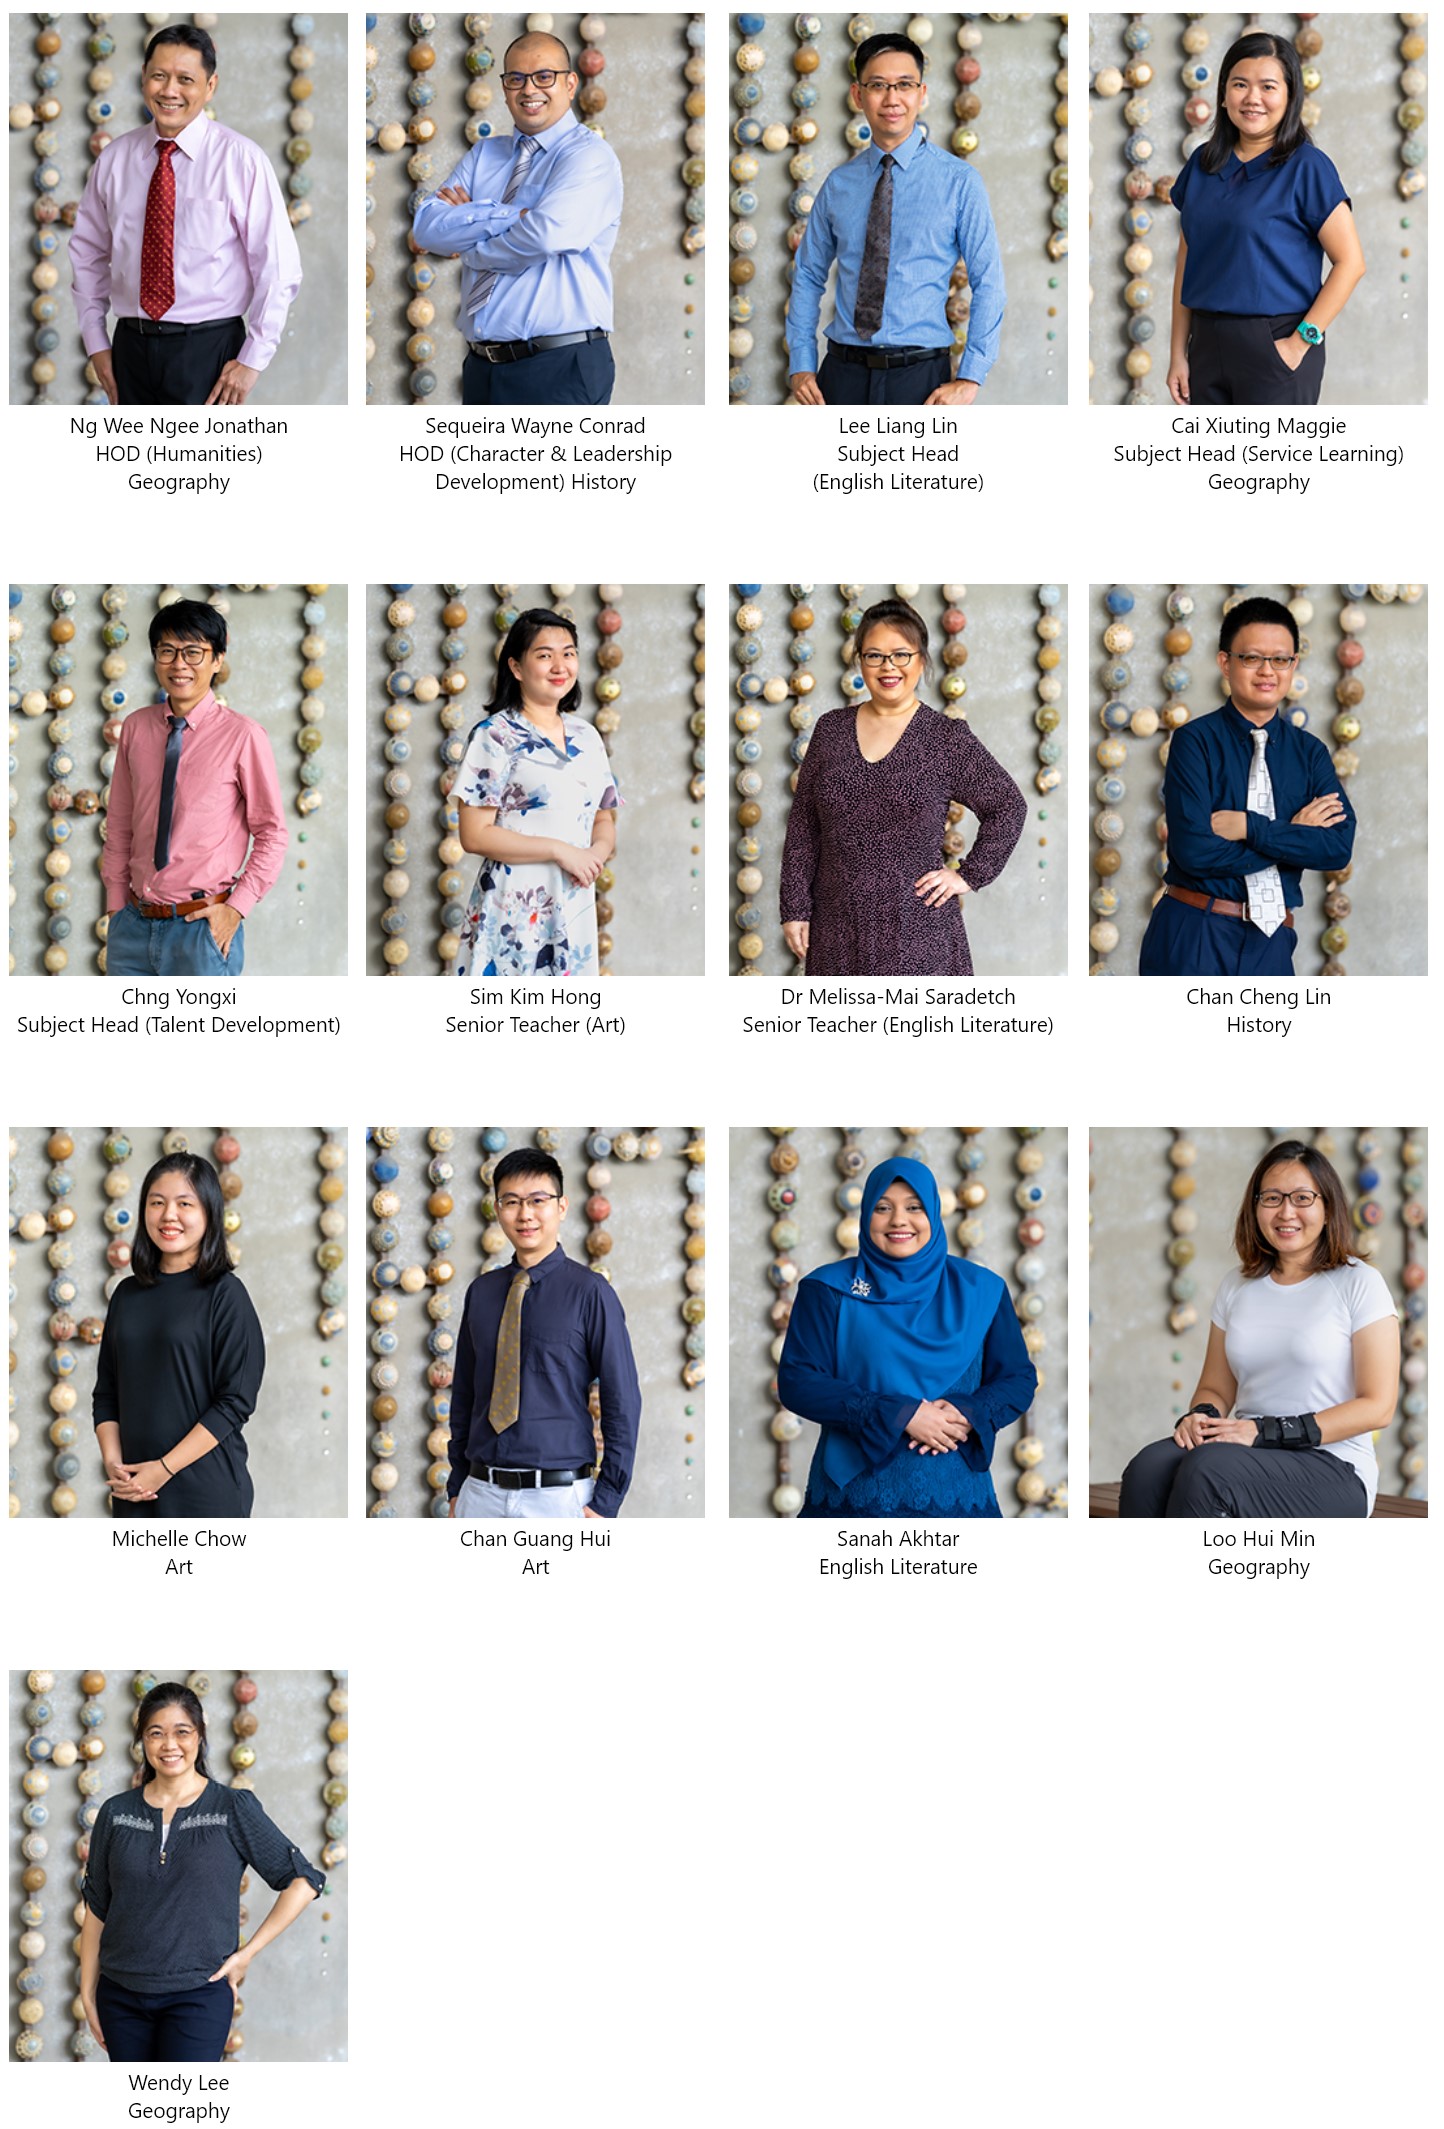 Ng Wee Ngee Jonathan
HOD (Humanities)
Geography
Sequeira Wayne Conrad
HOD (Character & Leadership
Development) History
Lee Liang Lin
Subject Head
(English Literature)
Cai Xiuting Maggie
Subject Head (Service Learning)
Geography
Chng Yongxi
Subject Head (Talent Development)
Sim Kim Hong
Senior Teacher (Art)
Dr Melissa-Mai Saradetch
Senior Teacher (English Literature)
Chan Cheng Lin
History
Michelle Chow
Art
Chan Guang Hui
Art
Sanah Akhtar
English Literature
Loo Hui Min
Geography
Wendy Lee
Geography